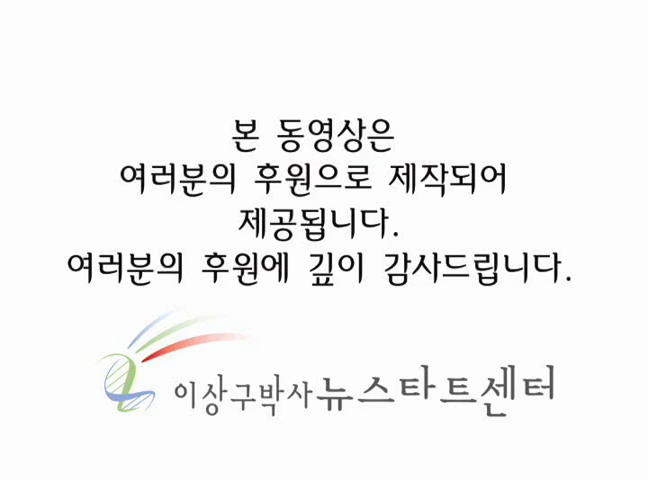 본 동영상은
여러분의 후원으로 제작되어
제공됩니다.
여러분의 후원에 깊이 감사드립니다.
이상구박사뉴스타트센터